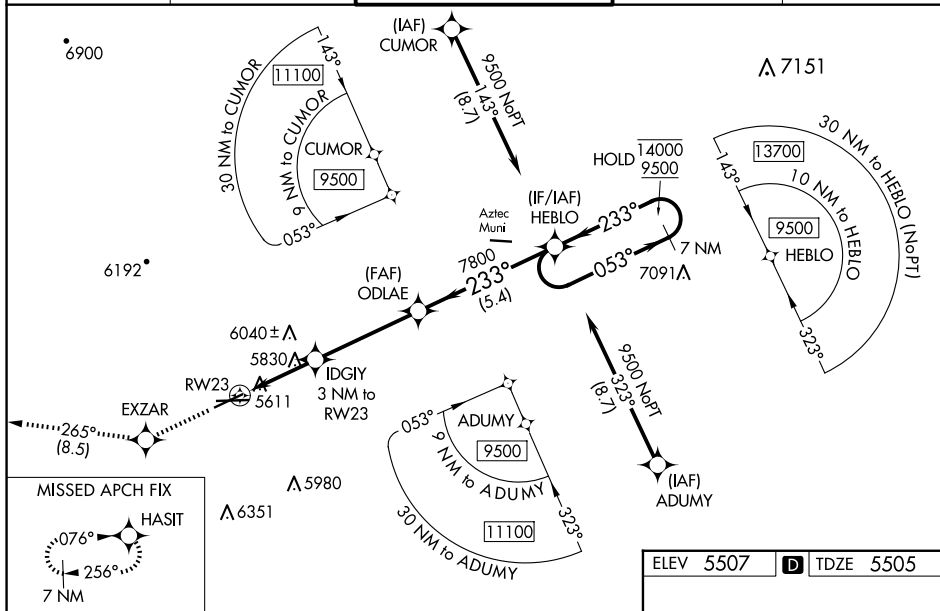 (IAF)
CUMOR
6900
143°
11100
30 NM to CUMOR
9 NM to CUMOR
CUMOR
9500
053°
9500 NoPT
143°
(8.7)
7151
HOLD
14000
9500
(IF/IAF)
HEBLO
Aztec
Muni
233°
053°
7 NM
7091
143°
13700
30 NM to HEBLO (NoPT)
10 NM to HEBLO
9500
HEBLO
323°
6192
(FAF)
ODLAE
7800
233°
(5.4)
6040±
5830
IDGIY
3 NM to
RW23
RW23
5611
EXZAR
265°
(8.5)
9500 NoPT
323°
(8.7)
(IAF)
ADUMY
053°
ADUMY
9500
9 NM to ADUMY
11100
30 NM to ADUMY
323°
5980
6351
MISSED APCH FIX
HASIT
076°
256°
7 NM
ELEV 5507 D TDZE 5505